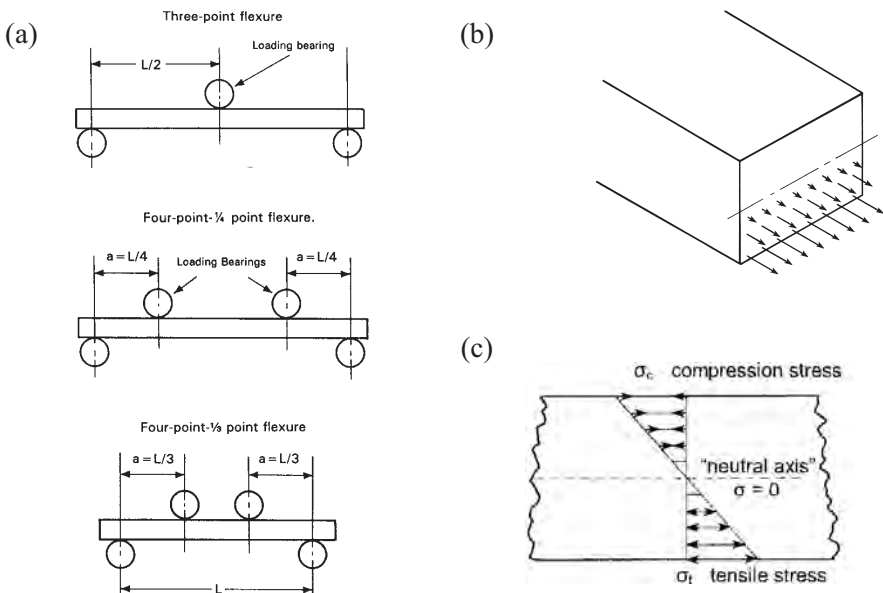 (a)
Three-point flexure
L/2
Loading bearing
Four-point-¼ point flexure.
a=L/4
Loading Bearings
a=L/4
Four-point-⅓ point flexure
a=L/3
a=L/3
L
(b)
(c)
σc compression stress
"neutral axis"
σ = 0
σt tensile stress